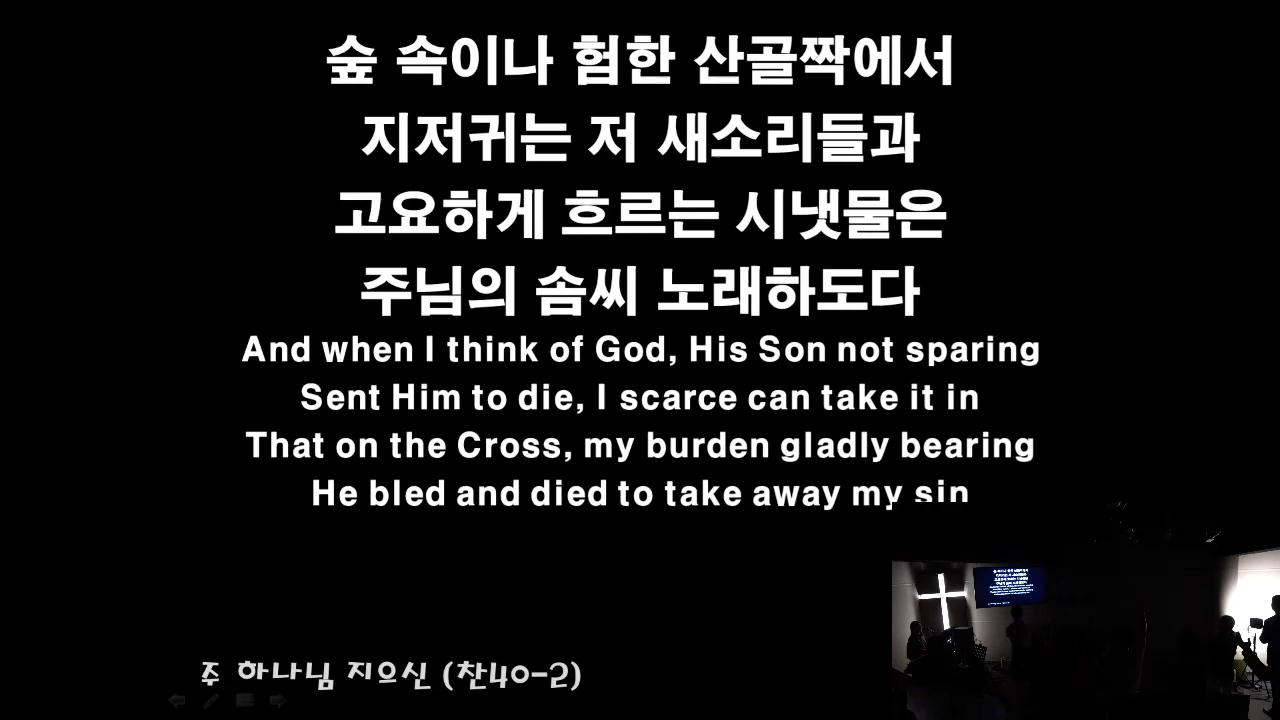 숲 속이나 험한 산골짝에서
지저귀는 저 새소리들과
고요하게 흐르는 시냇물은
주님의 솜씨 노래하도다
And when I think of God, His Son not sparing
Sent Him to die, I scarce can take it in
That on the Cross, my burden gladly bearing
He bled and died to take away my sin
주 하나님 지으신 (찬40-2)